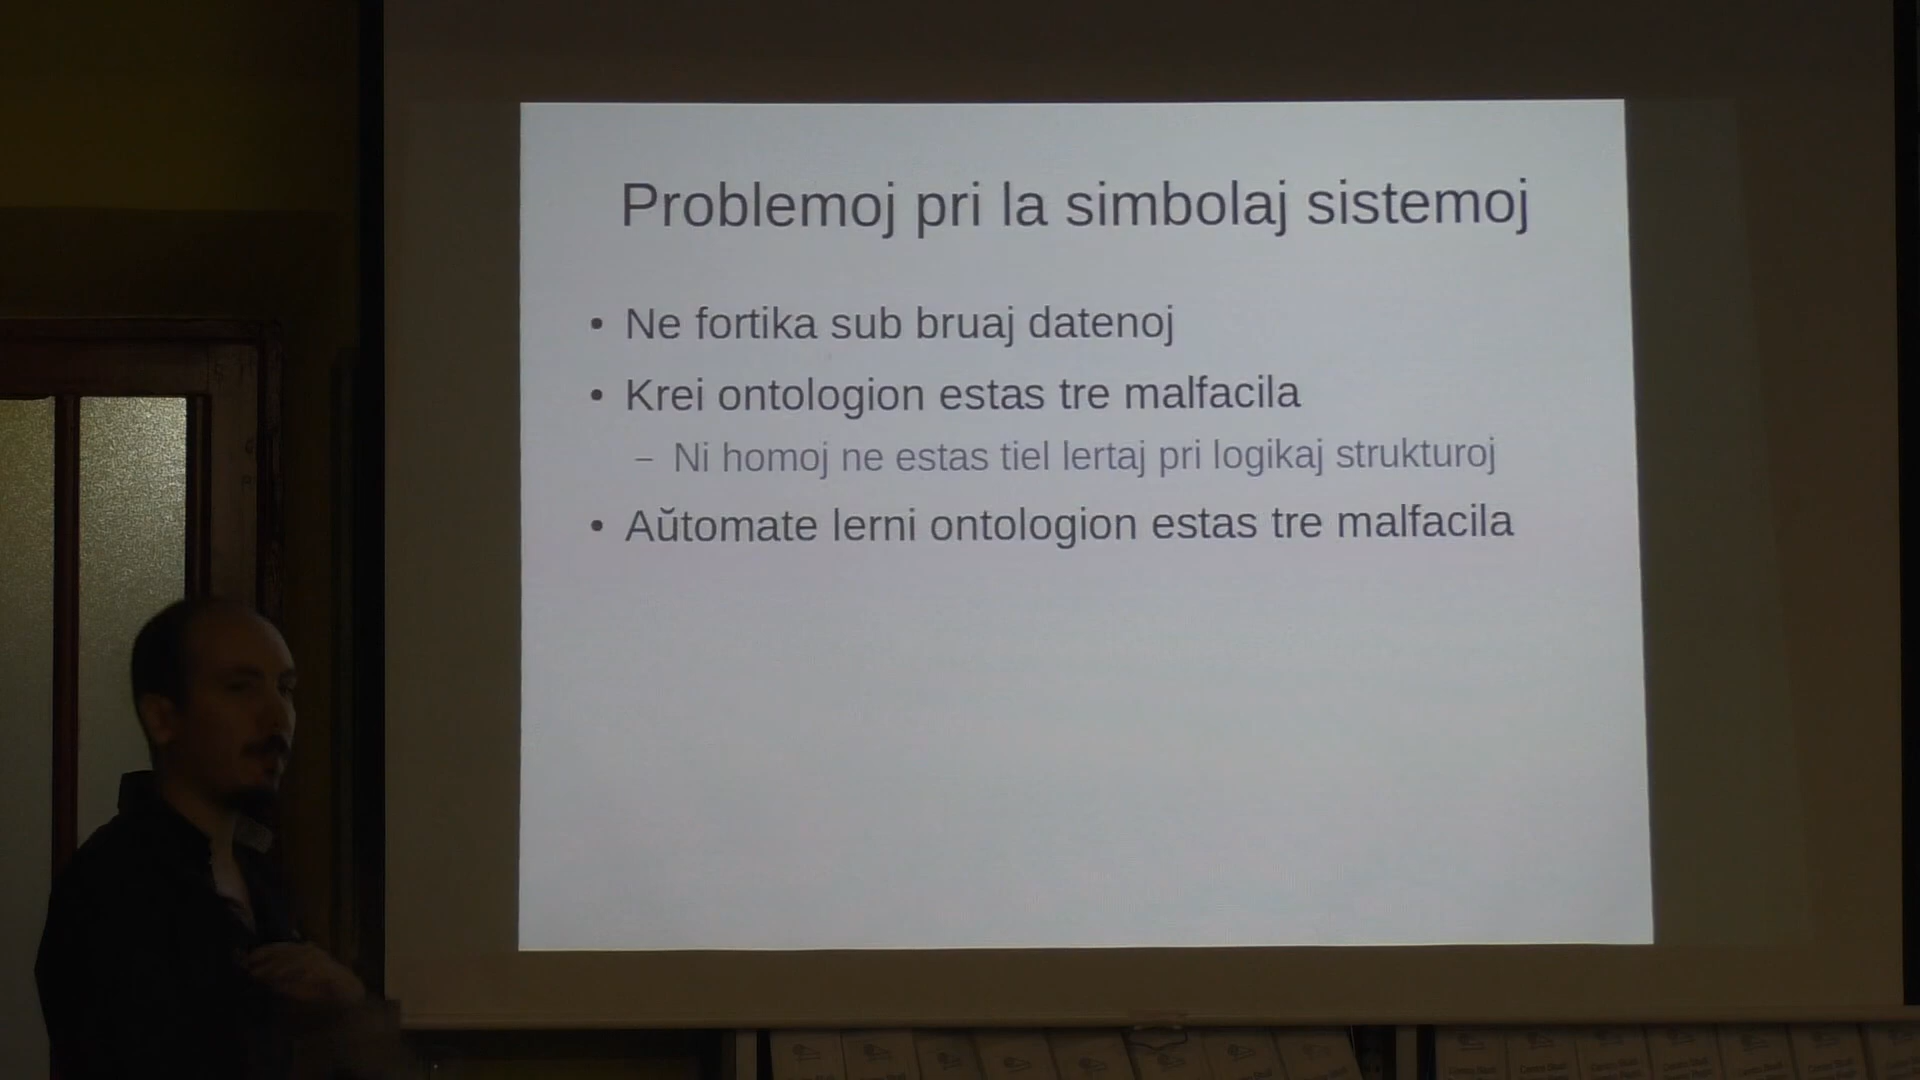 Problemoj pri la simbolaj sistemoj
• Ne fortika sub bruaj datenoj
• Krei ontologion estas tre malfacila
– Ni homoj ne estas tiel lertaj pri logikaj strukturoj
• Aŭtomate lerni ontologion estas tre malfacila